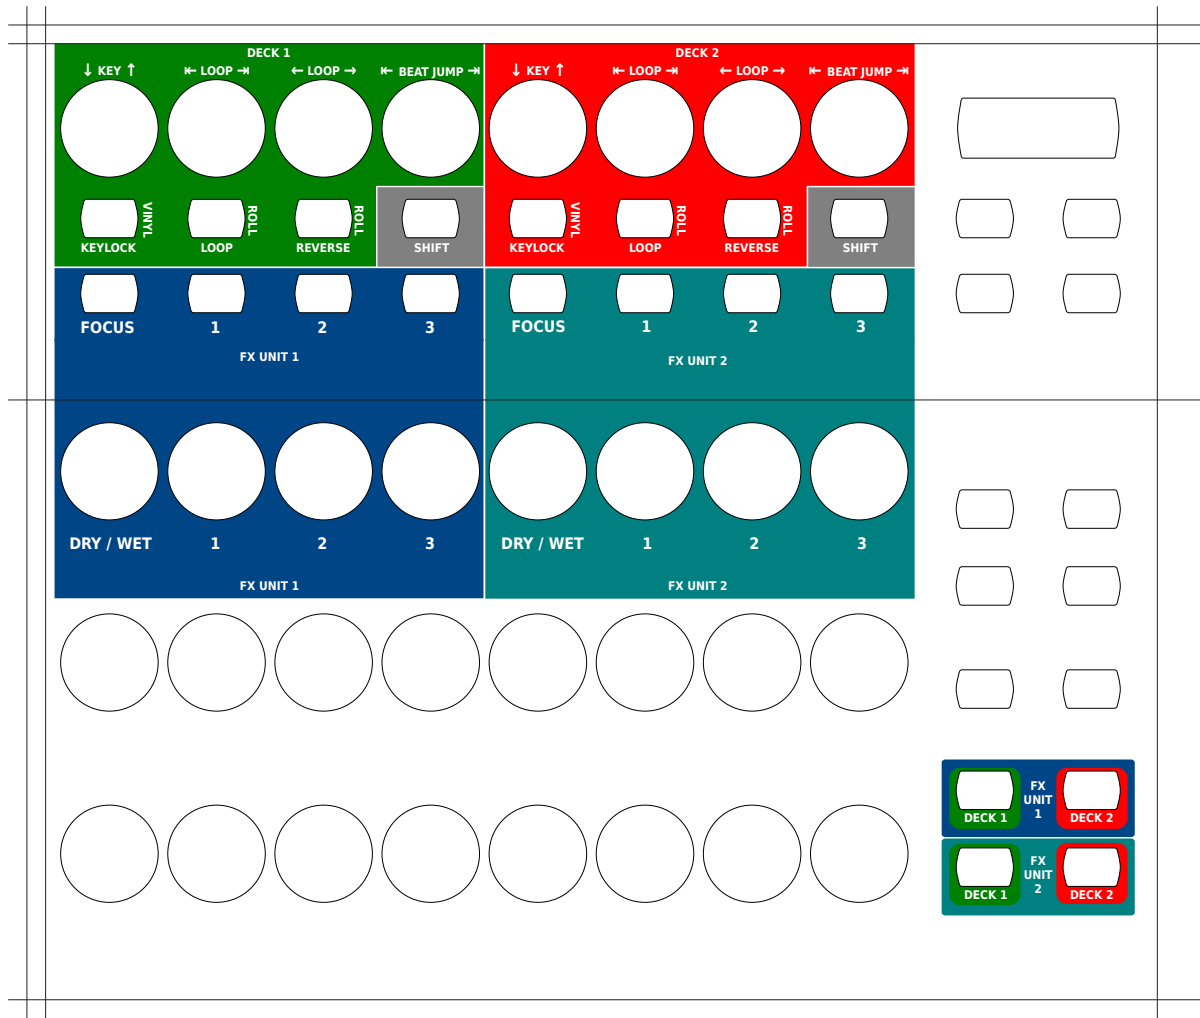 DECK 1
DECK 2
↓ KEY ↑
⇤ LOOP ⇥
← LOOP →
⇤ BEAT JUMP ⇥
↓ KEY ↑
⇤ LOOP ⇥
← LOOP →
⇤ BEAT JUMP ⇥
VINYL
ROLL
ROLL
VINYL
ROLL
ROLL
KEYLOCK
LOOP
REVERSE
SHIFT
KEYLOCK
LOOP
REVERSE
SHIFT
FOCUS
1
2
3
FOCUS
1
2
3
FX UNIT 1
FX UNIT 2
DRY / WET
1
2
3
DRY / WET
1
2
3
FX UNIT 1
FX UNIT 2
FX
UNIT
1
DECK 1
DECK 2
FX
UNIT
2
DECK 1
DECK 2